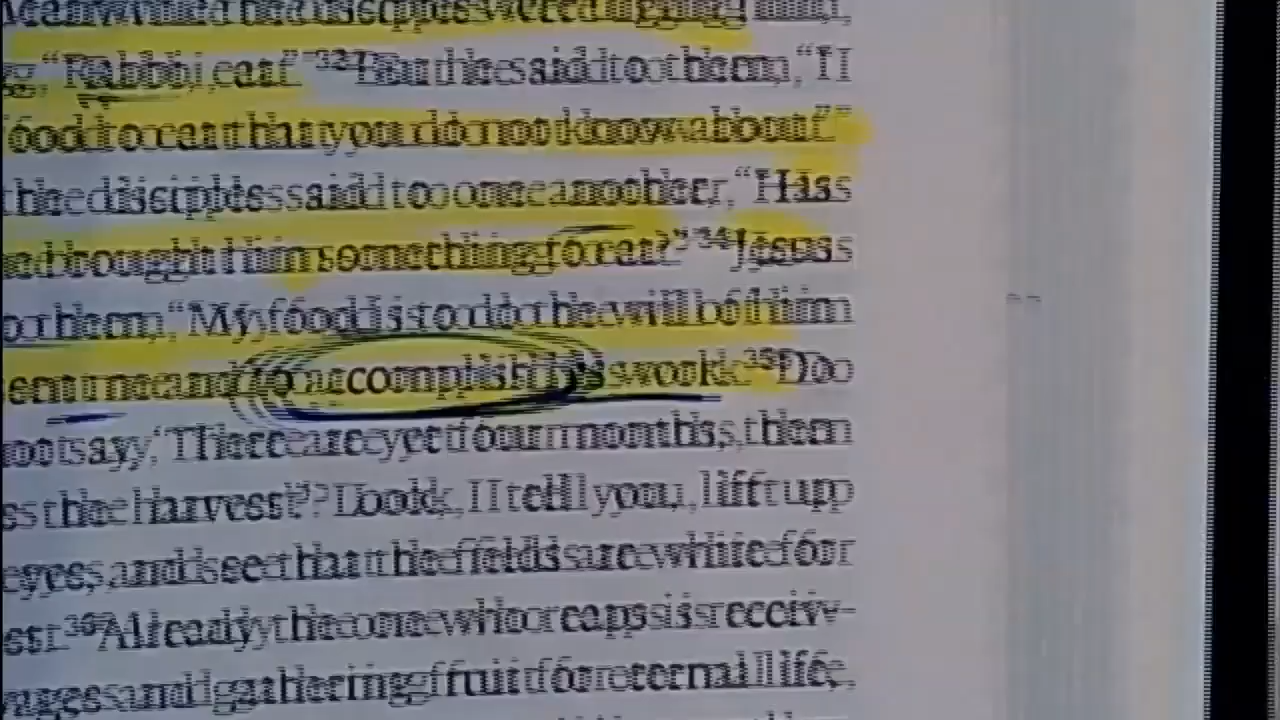 Meanwhile the disciples were urging him,
“Rabbi, eat.” 32 But he said to them, “I
food to eat that you do not know about.”
the disciples said to one another, “Has
brought him something to eat?” 34 Jesus
to them, “My food is to do the will of him
sent me and to accomplish his work. 35 Do
not say, ‘There are yet four months, then
the harvest’? Look, I tell you, lift up
eyes, and see that the fields are white for
36 Already the one who reaps is receiv-
wages and gathering fruit for eternal life,